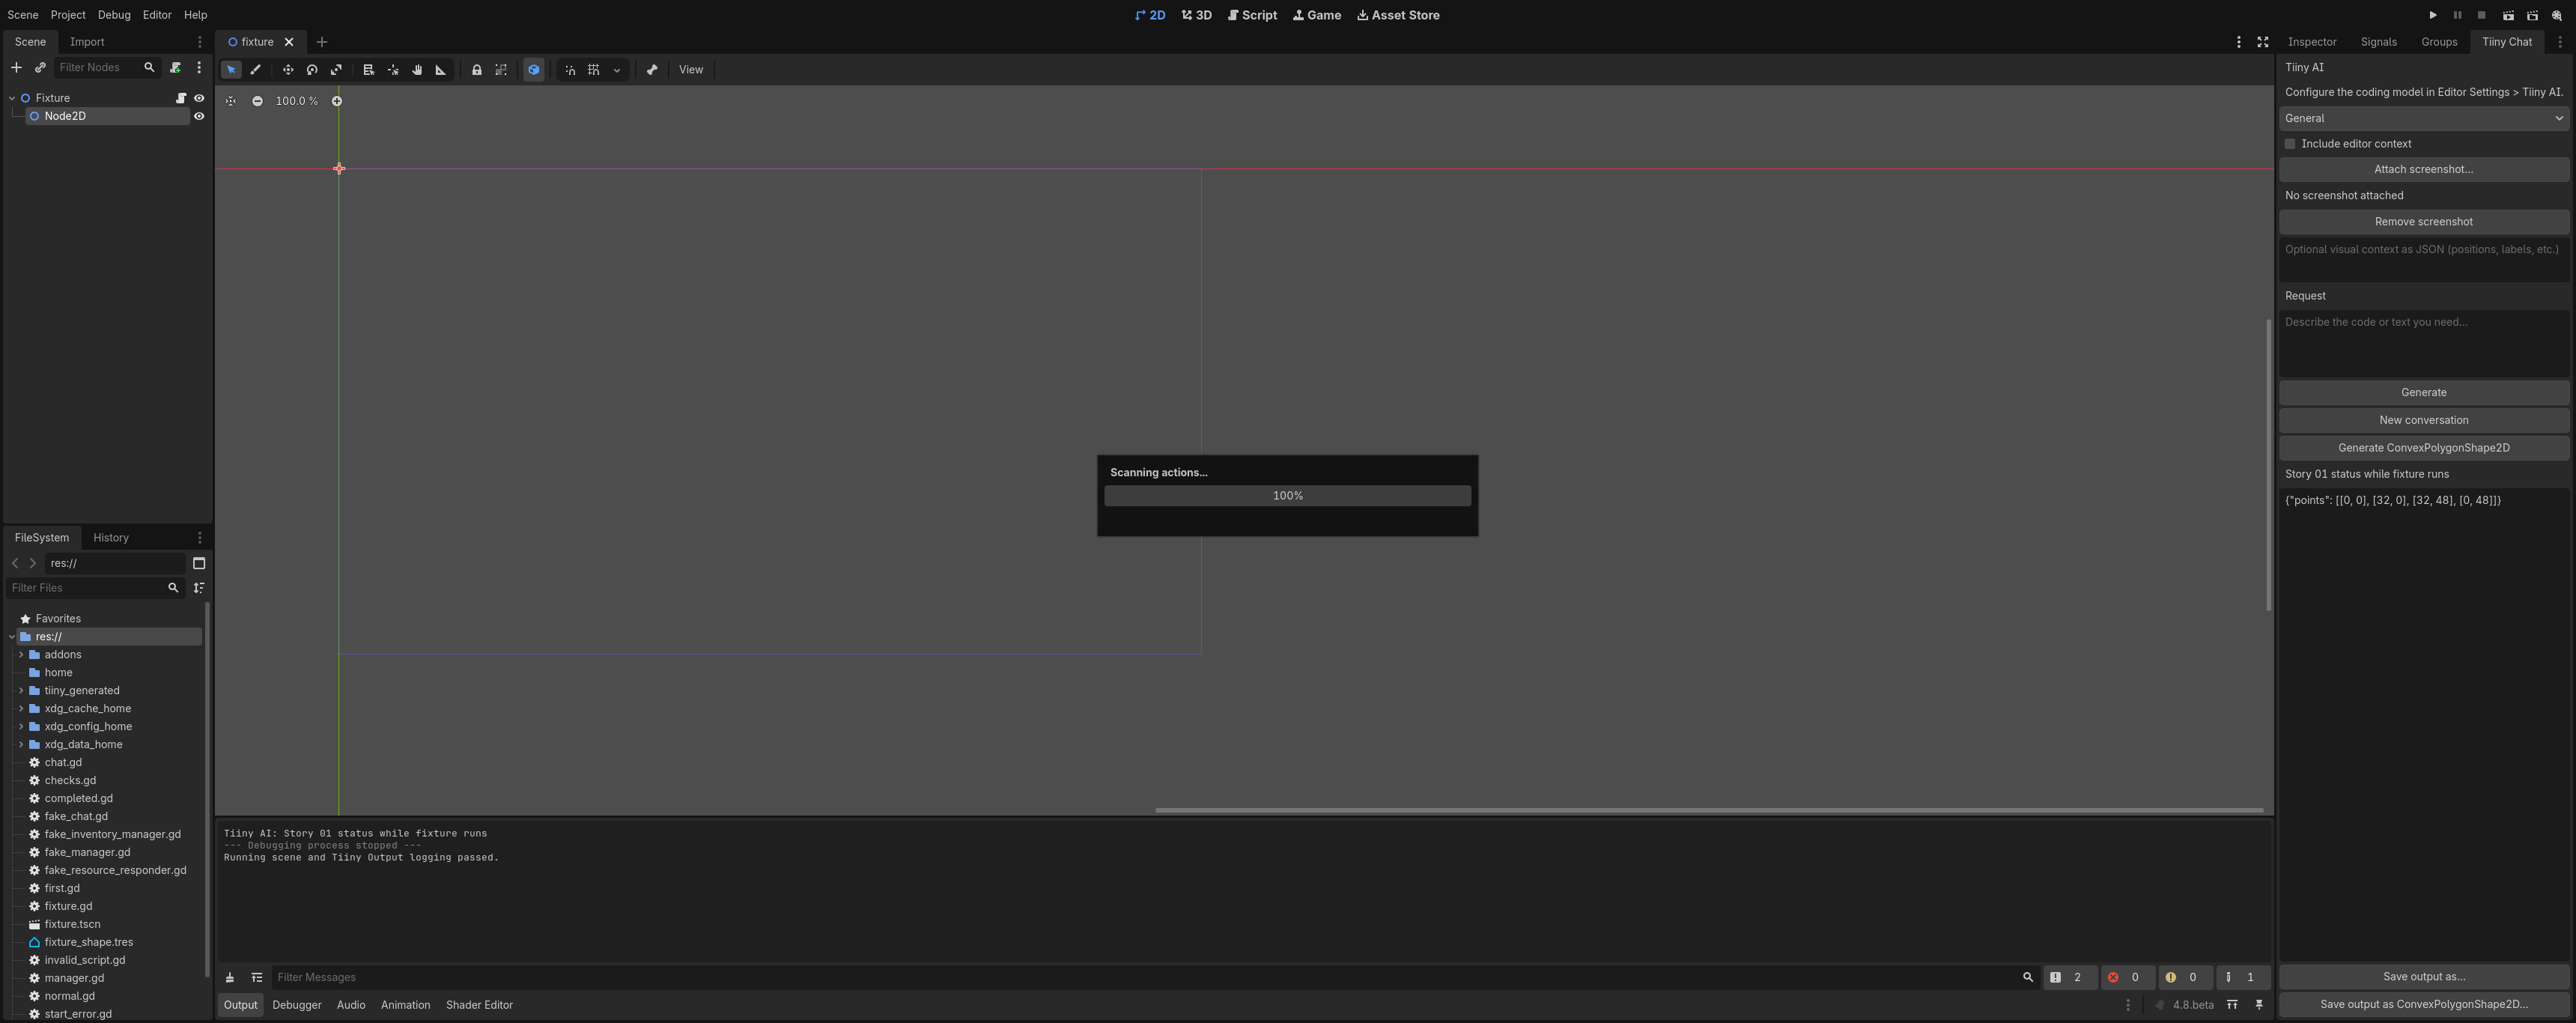 Scene Project Debug Editor Help
2D 3D Script Game Asset Store
Scene Import
fixture
Inspector Signals Groups Tiiny Chat
Filter Nodes
View
Tiiny AI
Configure the coding model in Editor Settings > Tiiny AI.
Fixture
Node2D
100.0 %
General
Include editor context
Attach screenshot...
No screenshot attached
Remove screenshot
Optional visual context as JSON (positions, labels, etc.)
Request
Describe the code or text you need...
Generate
New conversation
Generate ConvexPolygonShape2D
Story 01 status while fixture runs
{"points": [[0, 0], [32, 0], [32, 48], [0, 48]]}
Scanning actions...
100%
FileSystem History
res://
Filter Files
Favorites
res://
addons
home
tiiny_generated
xdg_cache_home
xdg_config_home
xdg_data_home
chat.gd
checks.gd
completed.gd
fake_chat.gd
fake_inventory_manager.gd
fake_manager.gd
fake_resource_responder.gd
first.gd
fixture.gd
fixture.tscn
fixture_shape.tres
invalid_script.gd
manager.gd
normal.gd
start_error.gd
Tiiny AI: Story 01 status while fixture runs
--- Debugging process stopped ---
Running scene and Tiiny Output logging passed.
Filter Messages
2 0 0 1
Output Debugger Audio Animation Shader Editor
4.8.beta
Save output as...
Save output as ConvexPolygonShape2D...